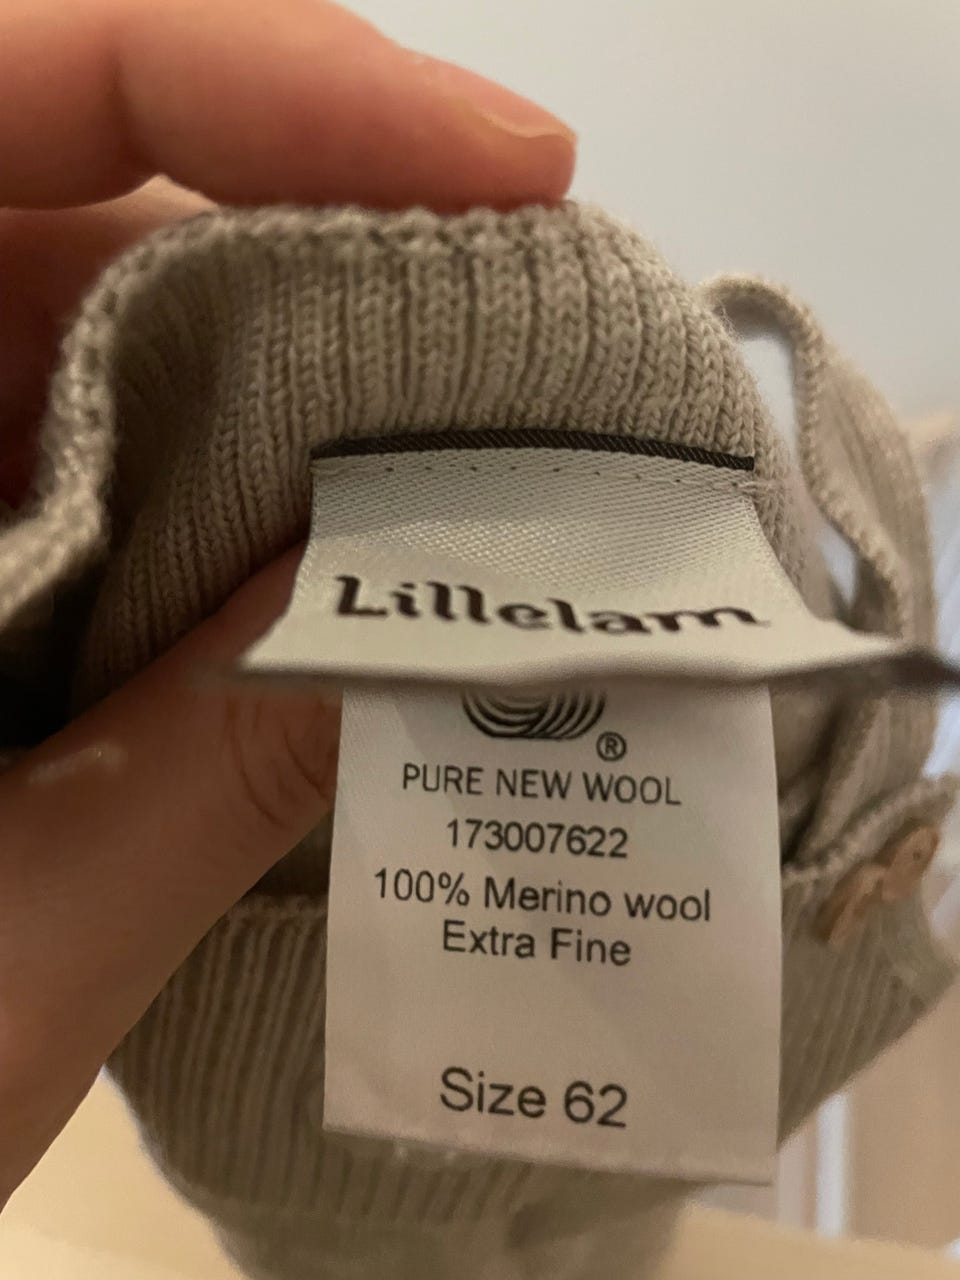 Lillelam
®
PURE NEW WOOL
173007622
100% Merino wool
Extra Fine
Size 62